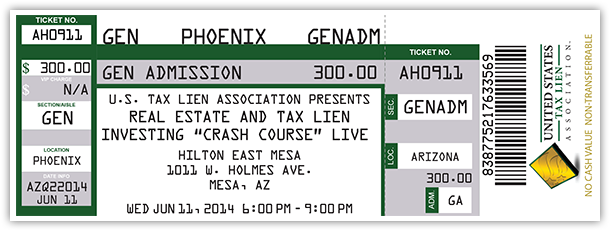 TICKET NO.
AH0911
$ 300.00
VIP CHARGE
$ N/A
SECTION/AISLE
GEN
LOCATION
PHOENIX
DATE INFO
AZ022014
JUN 11
GEN PHOENIX GENADM
GEN ADMISSION 300.00
U.S. TAX LIEN ASSOCIATION PRESENTS
REAL ESTATE AND TAX LIEN
INVESTING “CRASH COURSE” LIVE
HILTON EAST MESA
1011 W. HOLMES AVE.
MESA, AZ
WED JUN 11, 2014 6:00 PM - 9:00 PM
TICKET NO.
AH0911
SEC. GENADM
LOC. ARIZONA
300.00
ADM. GA
8387752176333569
UNITED STATES
TAX LIEN
ASSOCIATION.
NO CASH VALUE NON-TRANSFERRABLE